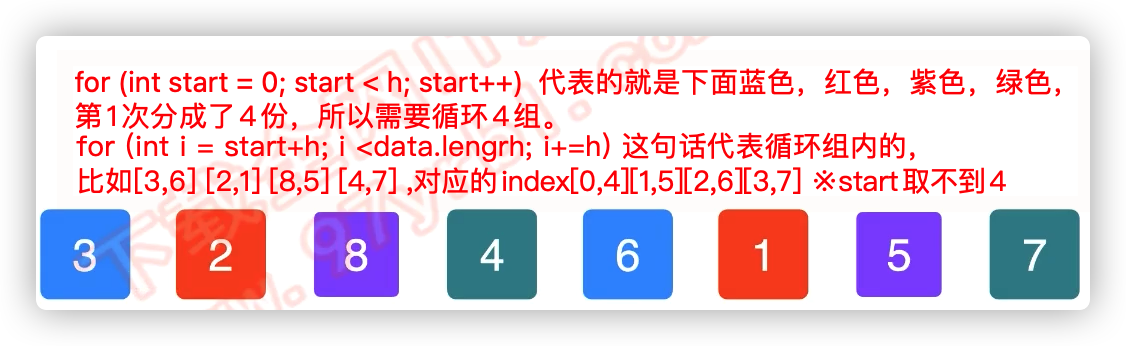 for (int start = 0; start < h; start++) 代表的就是下面蓝色，红色，紫色，绿色，
第1次分成了4份，所以需要循环4组。
for (int i = start+h; i <data.lengrh; i+=h) 这句话代表循环组内的，
比如[3,6] [2,1] [8,5] [4,7] ,对应的index[0,4][1,5][2,6][3,7] ※start取不到4
3 2 8 4 6 1 5 7